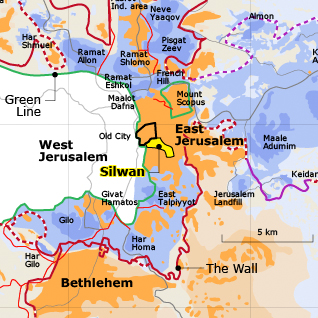 Ind. area
Neve
Yaaqov
Almon
Har
Shmuel
Pisgat
Zeev
Ramat
Allon
Ramat
Shlomo
French
Hill
Ramat
Eshkol
Green
Line
Maalot
Dafna
Mount
Scopus
Old City
East
Jerusalem
West
Jerusalem
Maale
Adumim
Silwan
Keidar
Givat
Hamatos
East
Talpiyyot
Jerusalem
Landfill
Gilo
5 km
Har
Homa
Har
Gilo
The Wall
Bethlehem